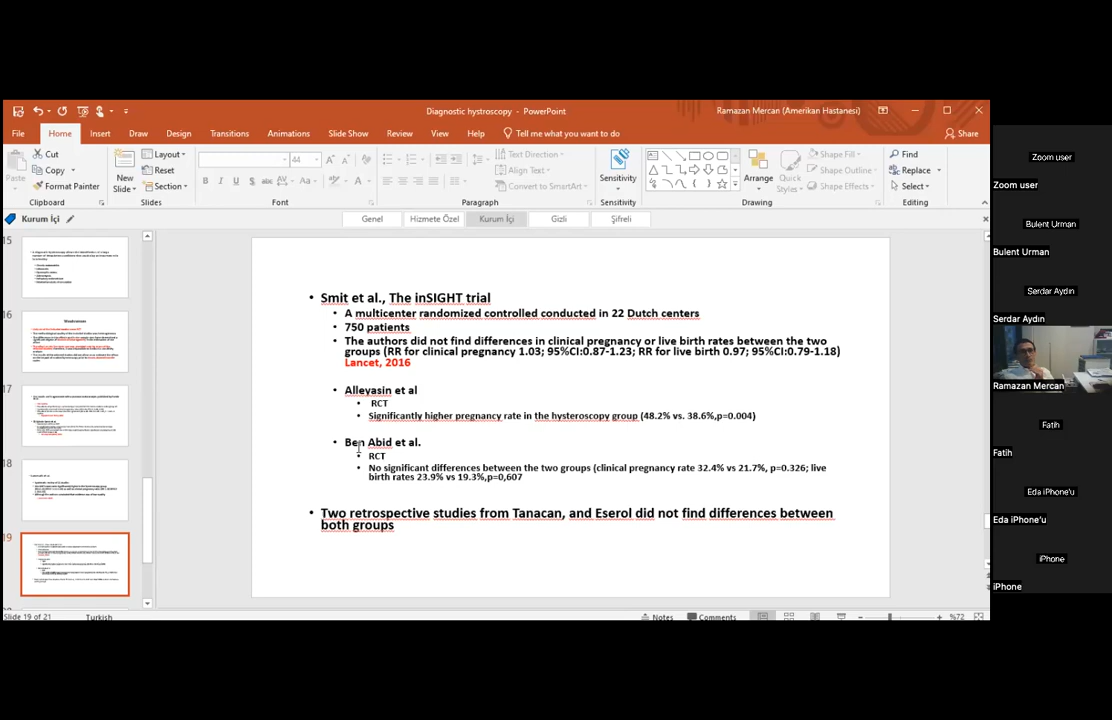 Diagnostic hystroscopy - PowerPoint
Ramazan Mercan (Amerikan Hastanesi)
File Home Insert Draw Design Transitions Animations Slide Show Review View Help Tell me what you want to do Share
Paste
Cut
Copy
Format Painter
Clipboard
New Slide
Layout
Reset
Section
Slides
44
Font
Text Direction
Align Text
Convert to SmartArt
Paragraph
Sensitivity
Sensitivity
Arrange
Quick Styles
Shape Fill
Shape Outline
Shape Effects
Drawing
Find
Replace
Select
Editing
Kurum İçi
Genel Hizmete Özel Kurum İçi Gizli Şifreli
15
16
17
18
19
• Smit et al., The inSIGHT trial
• A multicenter randomized controlled conducted in 22 Dutch centers
• 750 patients
• The authors did not find differences in clinical pregnancy or live birth rates between the two
groups (RR for clinical pregnancy 1.03; 95%CI:0.87-1.23; RR for live birth 0.97; 95%CI:0.79-1.18)
Lancet, 2016
• Alleyasin et al
• RCT
• Significantly higher pregnancy rate in the hysteroscopy group (48.2% vs. 38.6%,p=0.004)
• Ben Abid et al.
• RCT
• No significant differences between the two groups (clinical pregnancy rate 32.4% vs 21.7%, p=0.326; live
birth rates 23.9% vs 19.3%,p=0,607
• Two retrospective studies from Tanacan, and Eserol did not find differences between
both groups
Slide 19 of 21 Turkish Notes Comments %72
Zoom user
Zoom user
Bulent Urman
Bulent Urman
Serdar Aydın
Serdar Aydın
Ramazan Mercan
Fatih
Fatih
Eda iPhone'u
Eda iPhone'u
iPhone
iPhone